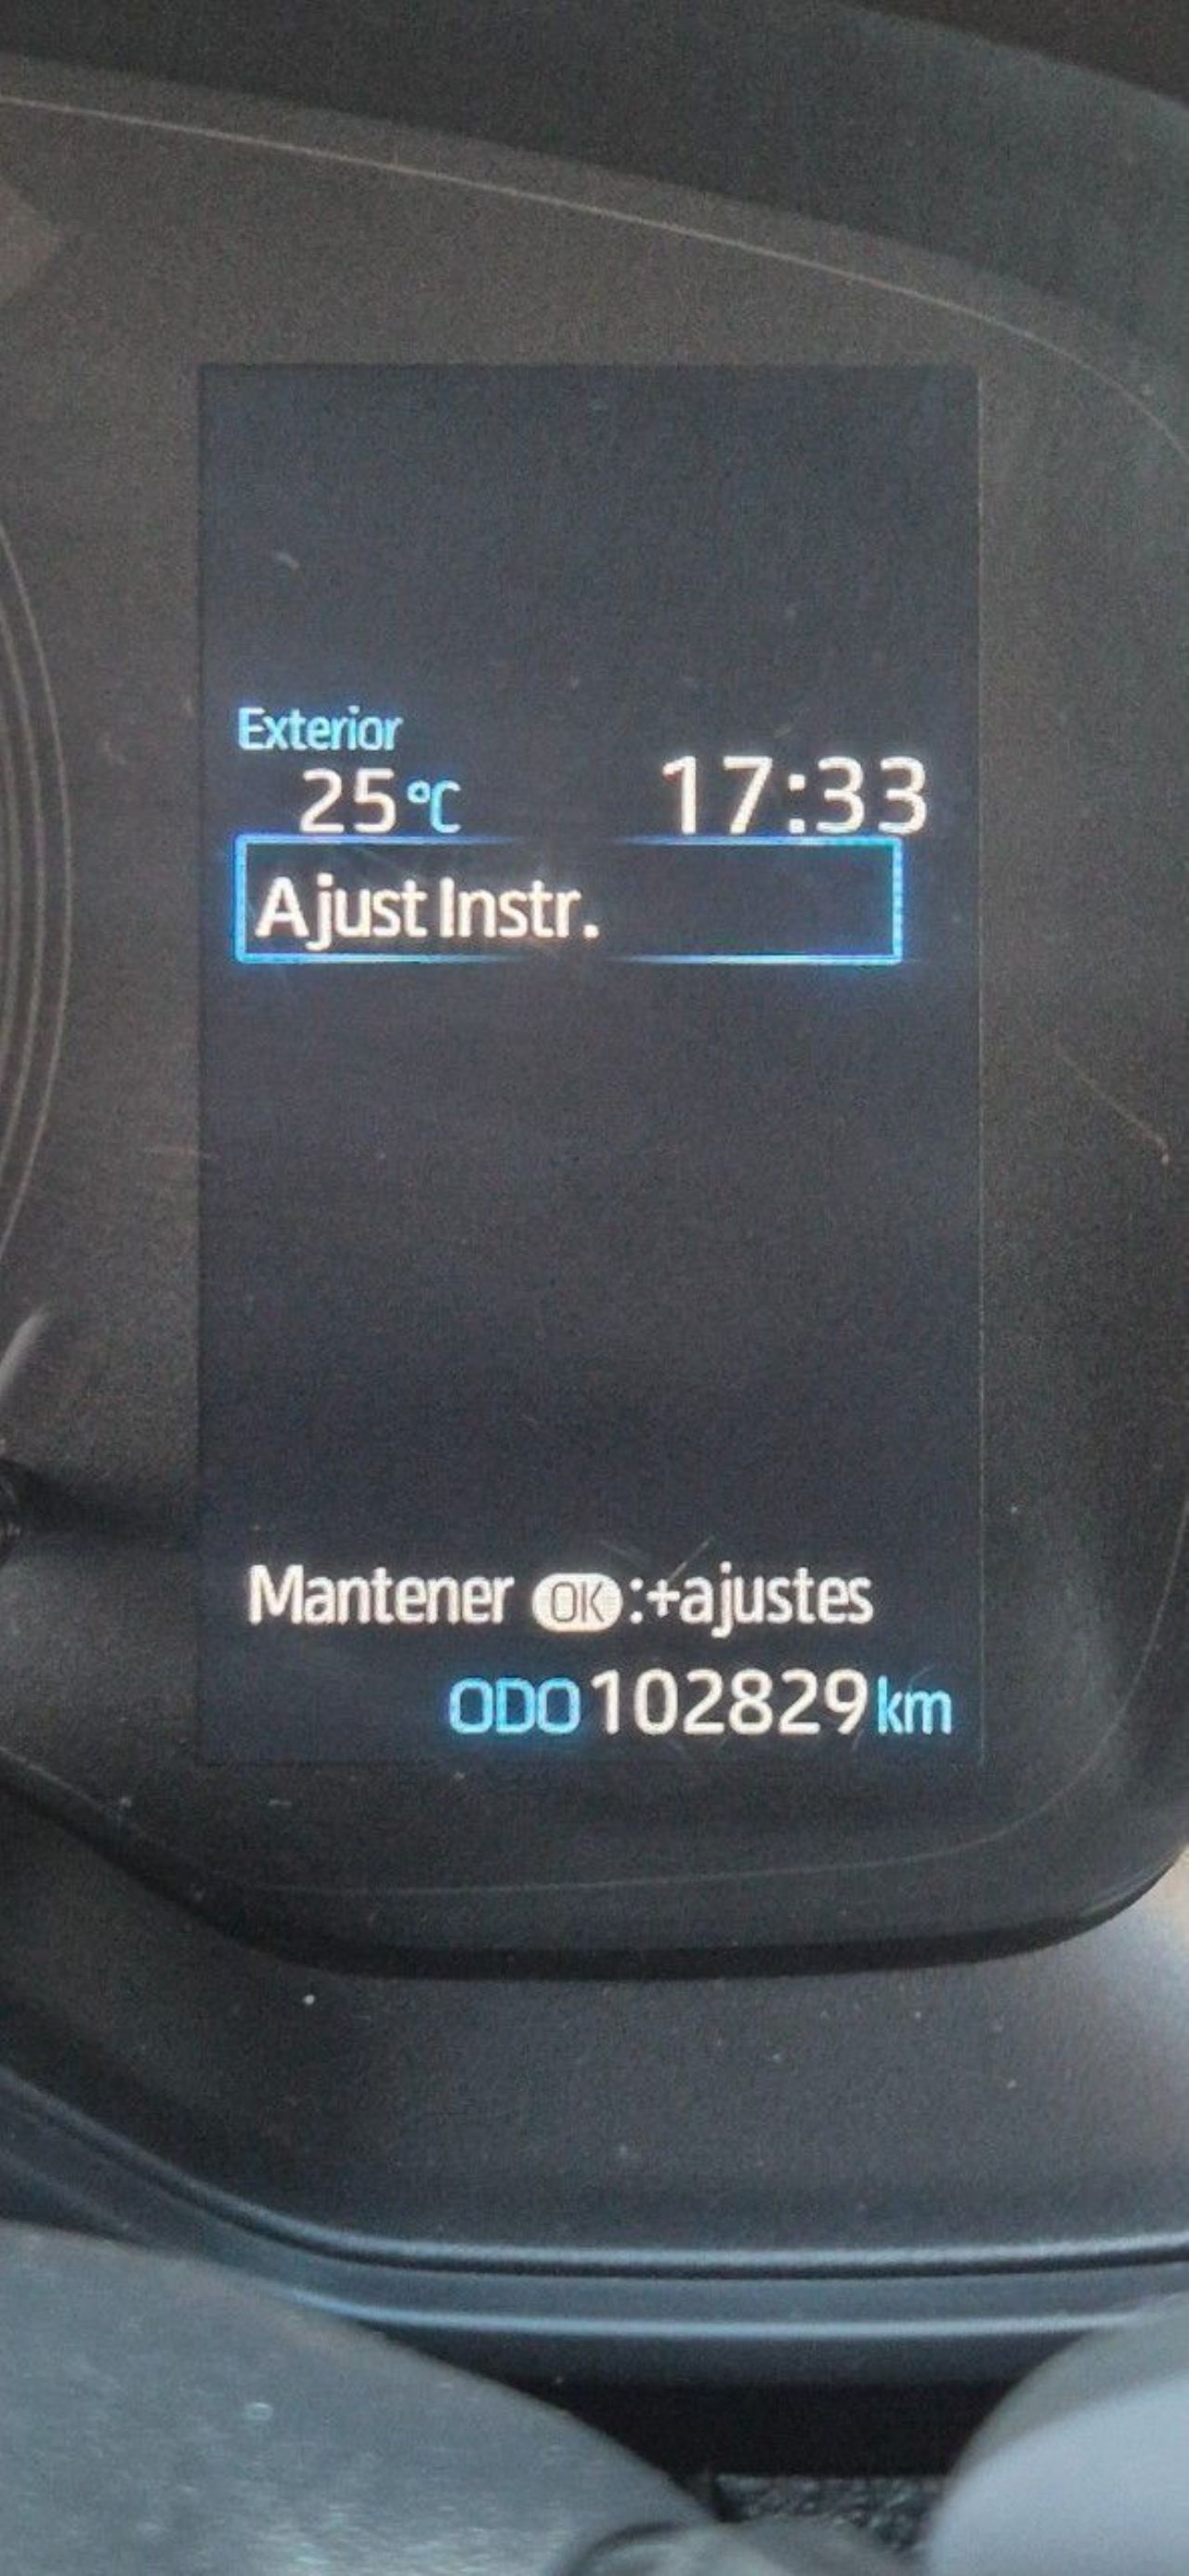 Exterior
25°C 17:33
Ajust Instr.
Mantener OK:+ajustes
ODO 102829 km